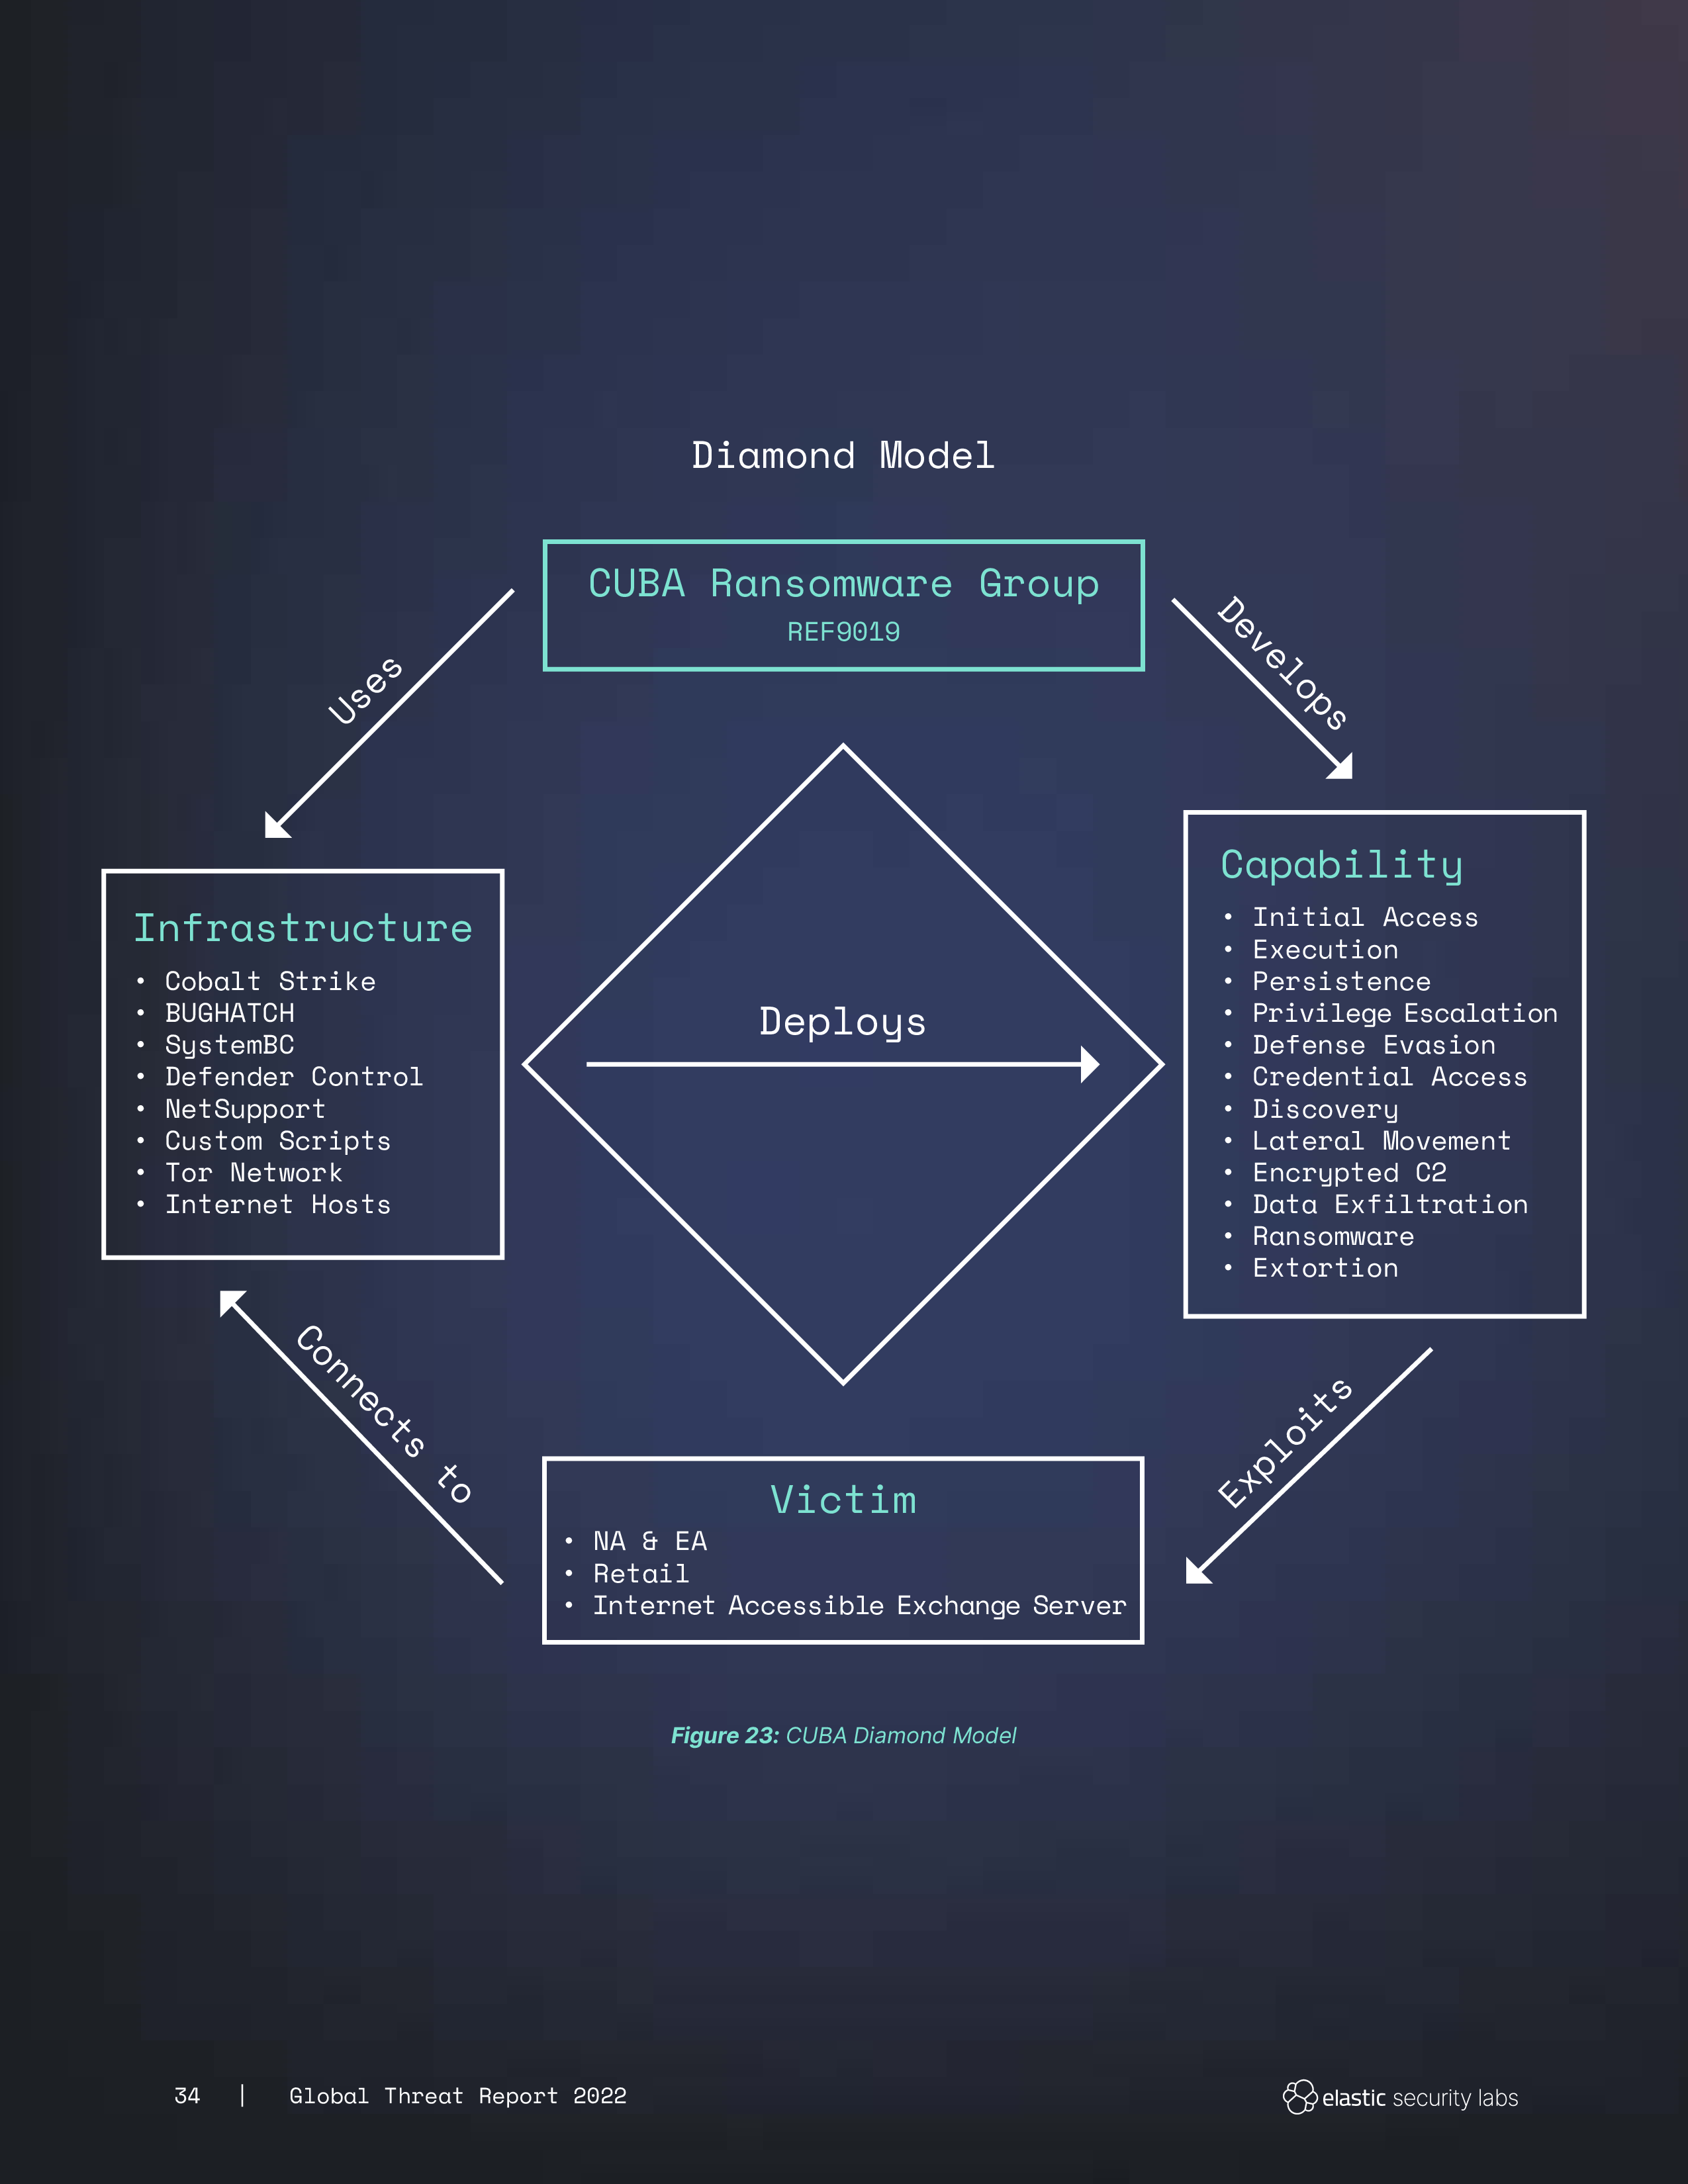 Diamond Model
CUBA Ransomware Group
REF9019
Uses
Develops
Infrastructure
• Cobalt Strike
• BUGHATCH
• SystemBC
• Defender Control
• NetSupport
• Custom Scripts
• Tor Network
• Internet Hosts
Deploys
Capability
• Initial Access
• Execution
• Persistence
• Privilege Escalation
• Defense Evasion
• Credential Access
• Discovery
• Lateral Movement
• Encrypted C2
• Data Exfiltration
• Ransomware
• Extortion
Connects to
Exploits
Victim
• NA & EA
• Retail
• Internet Accessible Exchange Server
Figure 23: CUBA Diamond Model
34 | Global Threat Report 2022
elastic security labs